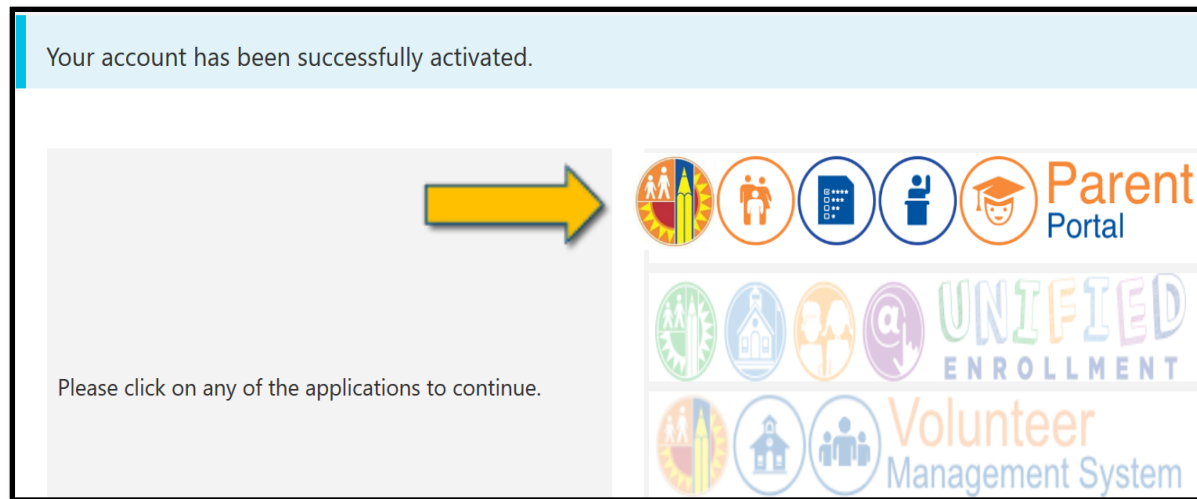 Your account has been successfully activated.
Parent
Portal
UNIFIED
ENROLLMENT
Please click on any of the applications to continue.
Volunteer
Management System